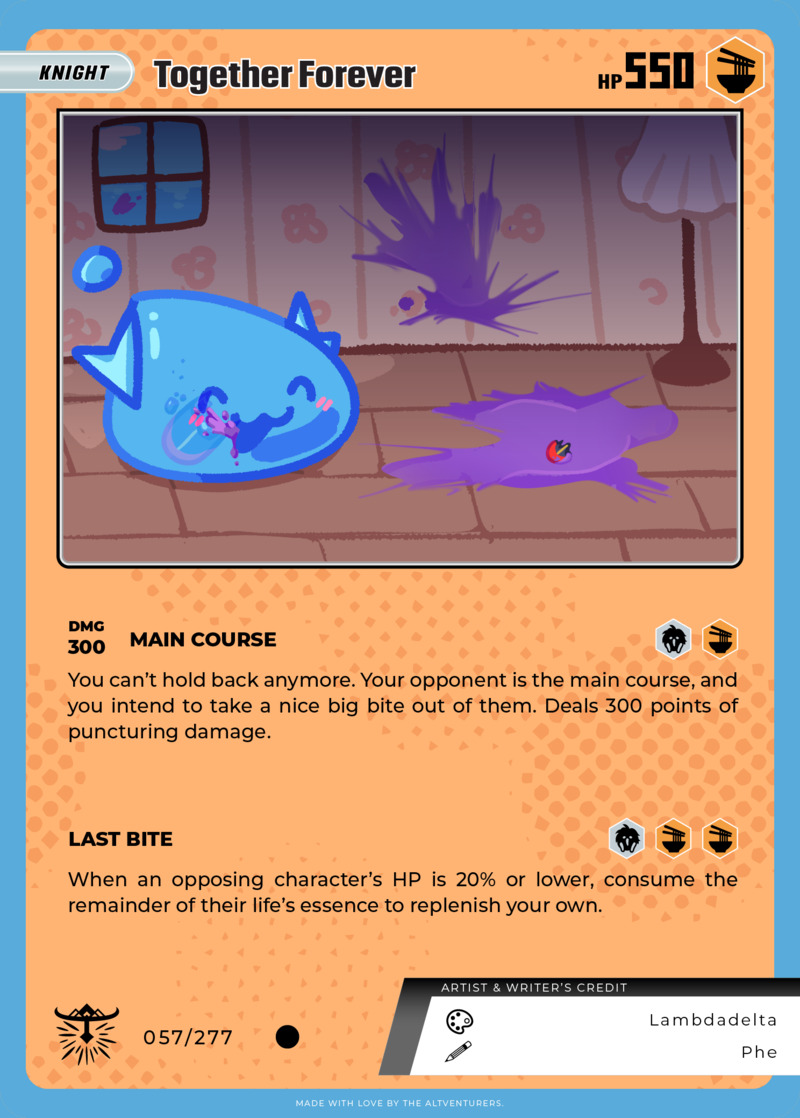 KNIGHT
Together Forever
HP 550
DMG
300
MAIN COURSE
You can’t hold back anymore. Your opponent is the main course, and
you intend to take a nice big bite out of them. Deals 300 points of
puncturing damage.
LAST BITE
When an opposing character’s HP is 20% or lower, consume the
remainder of their life’s essence to replenish your own.
ARTIST & WRITER’S CREDIT
057/277
Lambdadelta
Phe
MADE WITH LOVE BY THE ALTVENTURERS.